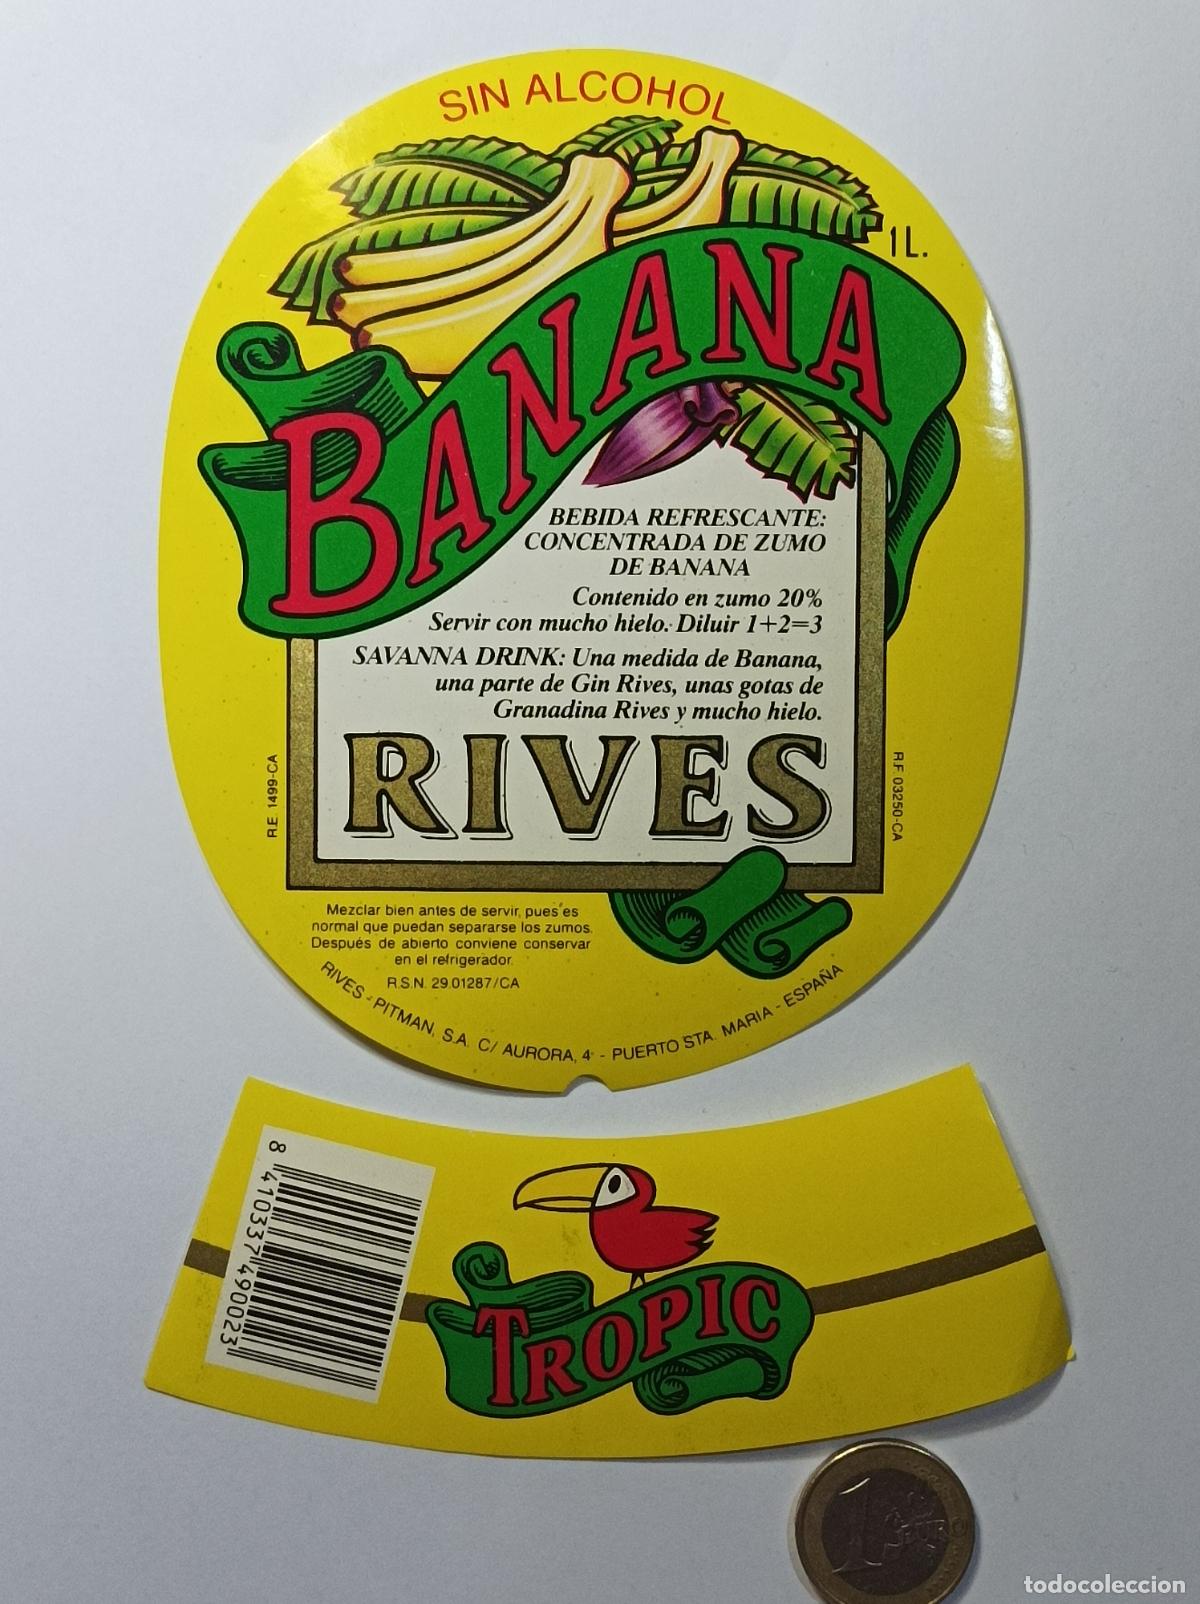 SIN ALCOHOL
1 L.
BANANA
BEBIDA REFRESCANTE:
CONCENTRADA DE ZUMO
DE BANANA
Contenido en zumo 20%
Servir con mucho hielo. Diluir 1+2=3
SAVANNA DRINK: Una medida de Banana,
una parte de Gin Rives, unas gotas de
Granadina Rives y mucho hielo.
RIVES
R.E. 1499-CA
R.F. 03250-CA
Mezclar bien antes de servir, pues es
normal que puedan separarse los zumos.
Después de abierto conviene conservar
en el refrigerador.
R.S.N. 29.01287/CA
RIVES - PITMAN, S.A. C/ AURORA, 4 - PUERTO STA. MARIA - ESPAÑA
8 410337 490023
TROPIC
1 EURO
todocoleccion